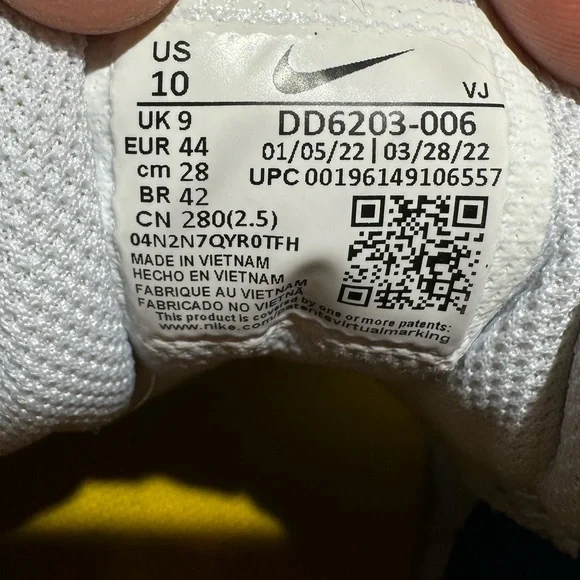 US
10
VJ
UK 9
EUR 44
cm 28
BR 42
CN 280(2.5)
DD6203-006
01/05/22 | 03/28/22
UPC 00196149106557
04N2N7QYR0TFH
MADE IN VIETNAM
HECHO EN VIETNAM
FABRIQUE AU VIETNAM
FABRICADO NO VIETNÃ
This product is covered by one or more patents:
www.nike.com/patentsvirtualmarking